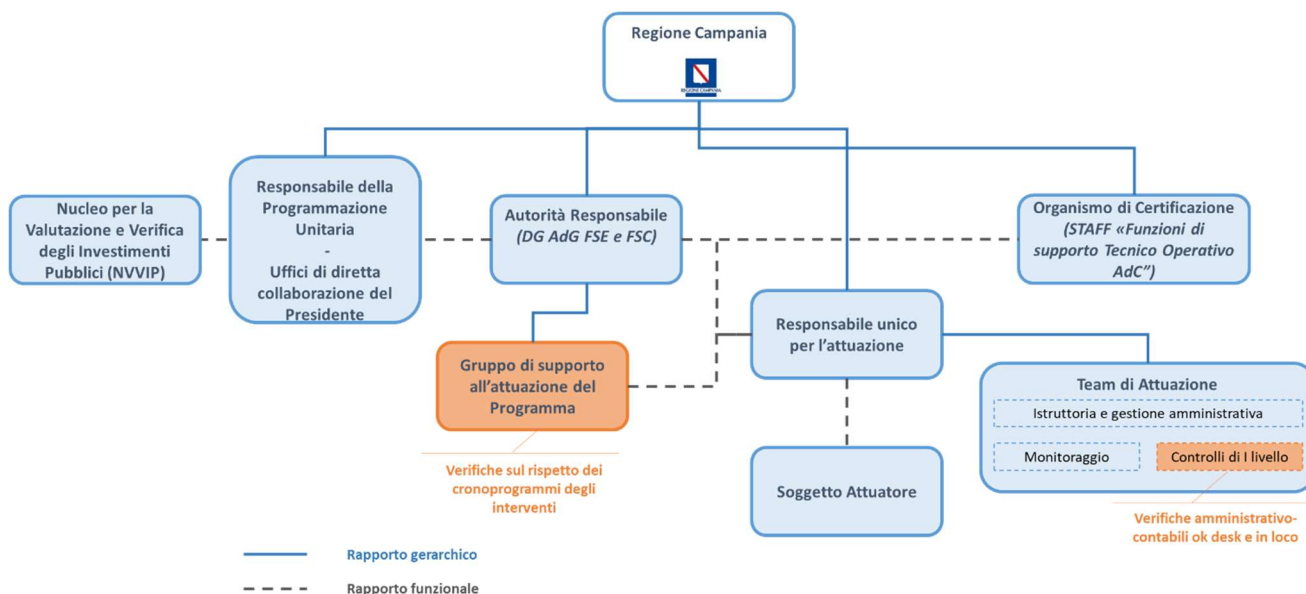 Regione Campania
REGIONE CAMPANIA
Nucleo per la
Valutazione e Verifica
degli Investimenti
Pubblici (NVVIP)
Responsabile della
Programmazione
Unitaria
-
Uffici di diretta
collaborazione del
Presidente
Autorità Responsabile
(DG AdG FSE e FSC)
Organismo di Certificazione
(STAFF «Funzioni di
supporto Tecnico Operativo
AdC”)
Gruppo di supporto
all’attuazione del
Programma
Responsabile unico
per l’attuazione
Team di Attuazione
Istruttoria e gestione amministrativa
Monitoraggio
Controlli di I livello
Soggetto Attuatore
Verifiche sul rispetto dei
cronoprogrammi degli
interventi
Verifiche amministrativo-
contabili ok desk e in loco
Rapporto gerarchico
Rapporto funzionale